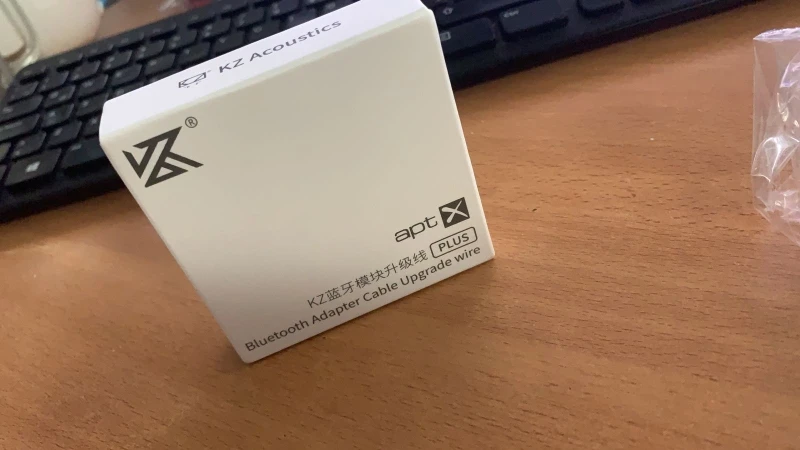 KZ KZ Acoustics
KZ®
aptX
KZ蓝牙模块升级线 PLUS
Bluetooth Adapter Cable Upgrade wire